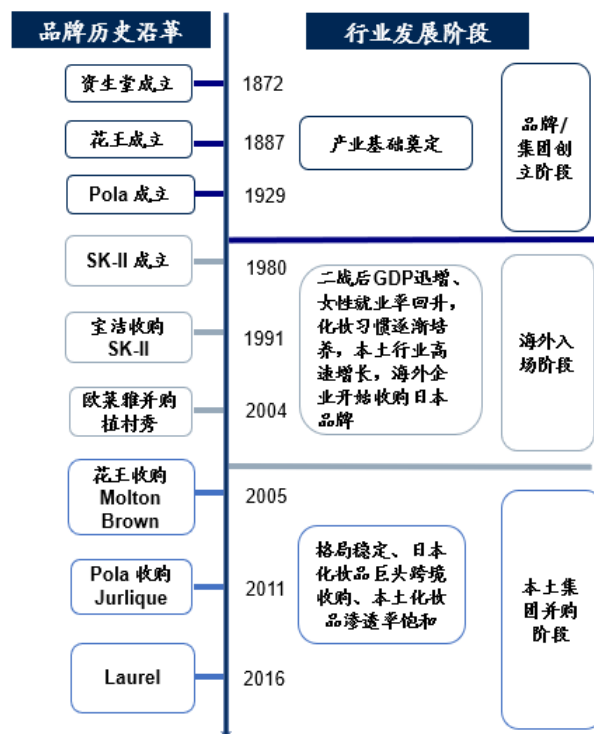 品牌历史沿革
行业发展阶段
资生堂成立
1872
花王成立
1887
Pola 成立
1929
产业基础奠定
品牌/
集团创
立阶段
SK-II 成立
1980
宝洁收购
SK-II
1991
欧莱雅并购
植村秀
2004
二战后GDP迅增、
女性就业率回升，
化妆习惯逐渐培
养，本土行业高
速增长，海外企
业开始收购日本
品牌
海外入
场阶段
花王收购
Molton
Brown
2005
Pola 收购
Jurlique
2011
Laurel
2016
格局稳定、日本
化妆品巨头跨境
收购、本土化妆
品渗透率饱和
本土集
团并购
阶段